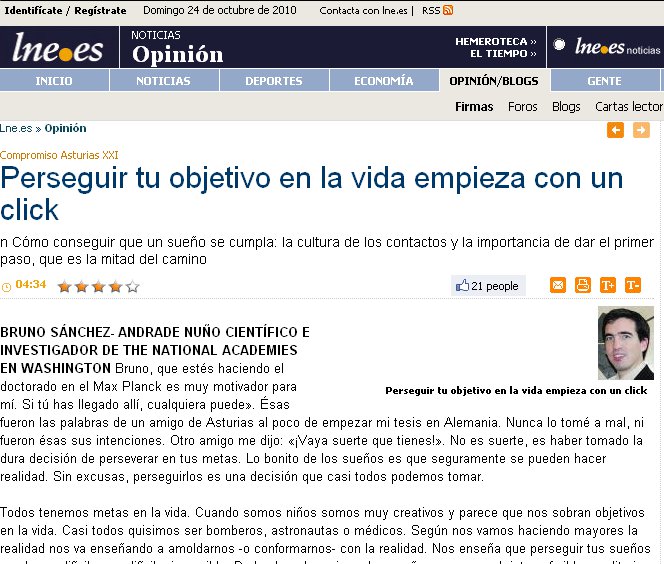 Identifícate / Regístrate Domingo 24 de octubre de 2010 Contacta con lne.es | RSS
lne.es NOTICIAS Opinión
HEMEROTECA »
EL TIEMPO »
lne.es noticias
INICIO NOTICIAS DEPORTES ECONOMÍA OPINIÓN/BLOGS GENTE
Firmas Foros Blogs Cartas lector
Lne.es » Opinión
Compromiso Asturias XXI
Perseguir tu objetivo en la vida empieza con un
click
n Cómo conseguir que un sueño se cumpla: la cultura de los contactos y la importancia de dar el primer
paso, que es la mitad del camino
04:34 21 people T+ T-
BRUNO SÁNCHEZ- ANDRADE NUÑO CIENTÍFICO E
INVESTIGADOR DE THE NATIONAL ACADEMIES
EN WASHINGTON Bruno, que estés haciendo el
doctorado en el Max Planck es muy motivador para
mí. Si tú has llegado allí, cualquiera puede». Ésas
Perseguir tu objetivo en la vida empieza con un click
fueron las palabras de un amigo de Asturias al poco de empezar mi tesis en Alemania. Nunca lo tomé a mal, ni
fueron ésas sus intenciones. Otro amigo me dijo: «¡Vaya suerte que tienes!». No es suerte, es haber tomado la
dura decisión de perseverar en tus metas. Lo bonito de los sueños es que seguramente se pueden hacer
realidad. Sin excusas, perseguirlos es una decisión que casi todos podemos tomar.
Todos tenemos metas en la vida. Cuando somos niños somos muy creativos y parece que nos sobran objetivos
en la vida. Casi todos quisimos ser bomberos, astronautas o médicos. Según nos vamos haciendo mayores la
realidad nos va enseñando a amoldarnos -o conformarnos- con la realidad. Nos enseña que perseguir tus sueños